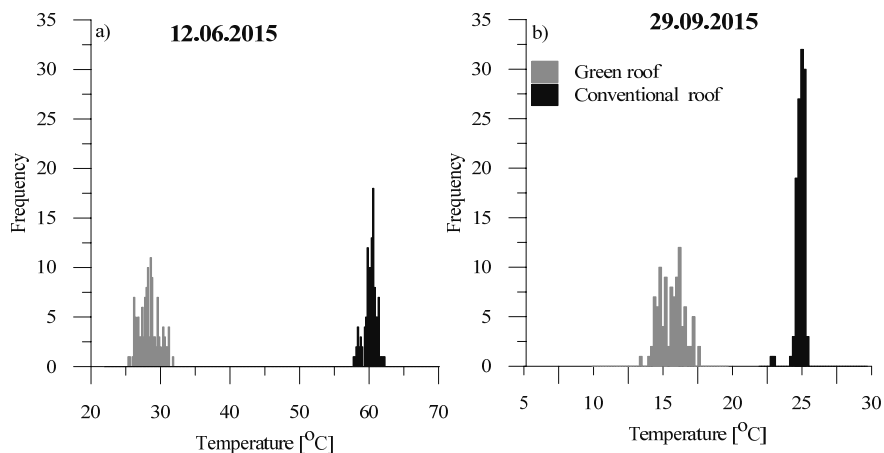 a)
12.06.2015
35
30
25
20
15
10
5
0
Frequency
20 30 40 50 60 70
Temperature [°C]
b)
29.09.2015
Green roof
Conventional roof
35
30
25
20
15
10
5
0
Frequency
5 10 15 20 25 30
Temperature [°C]